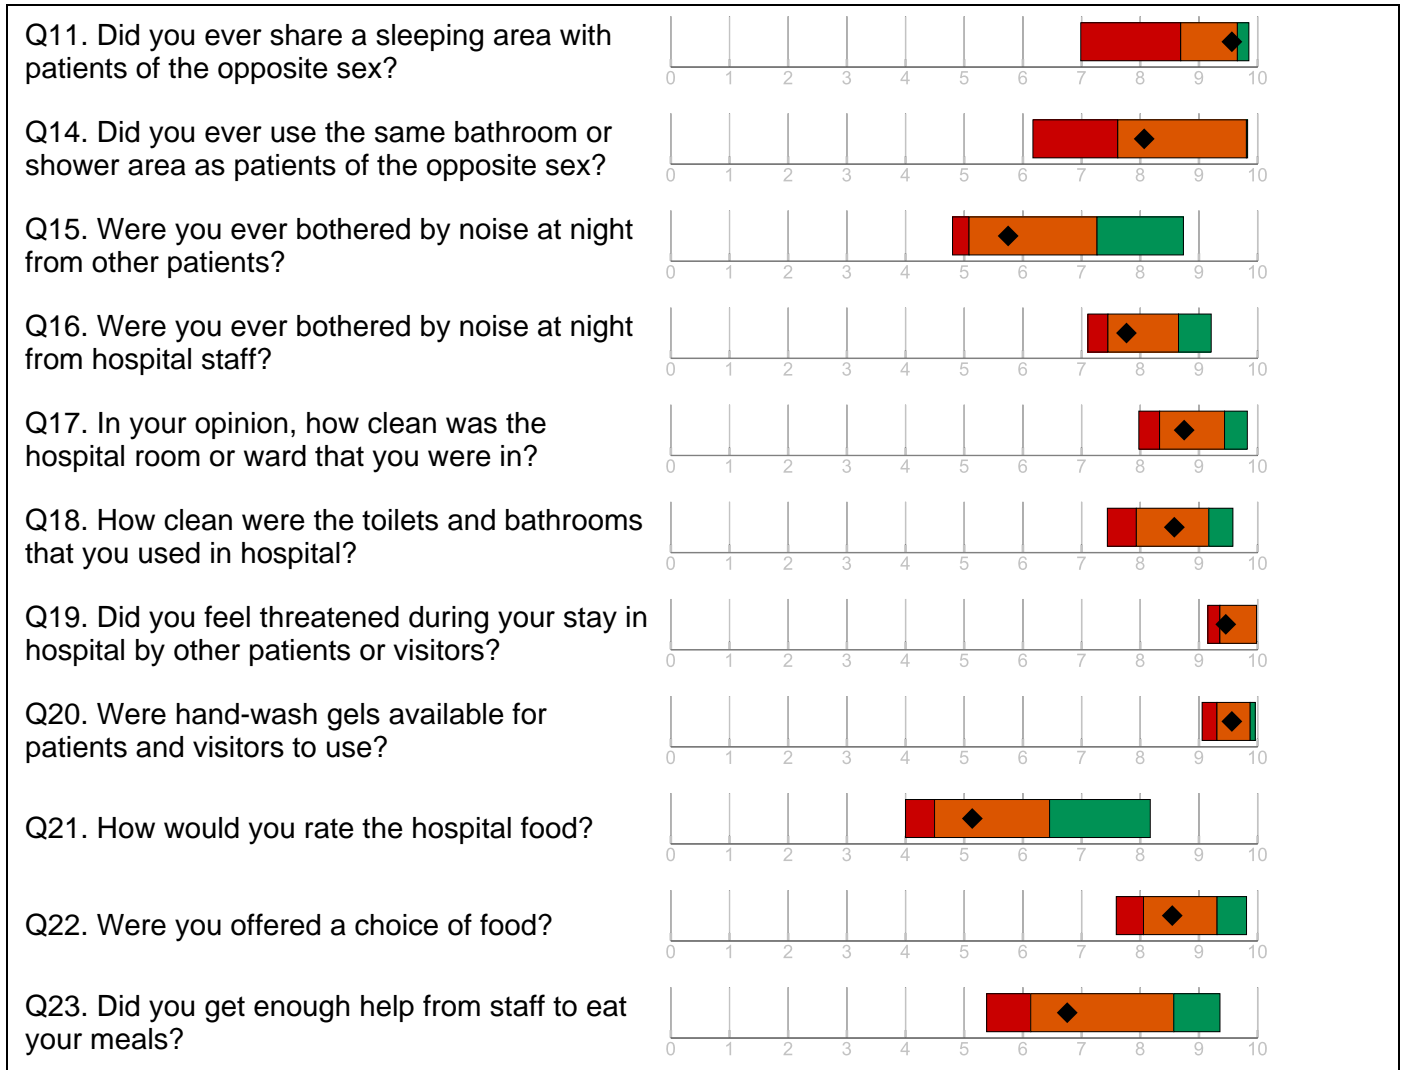 Q11. Did you ever share a sleeping area with
patients of the opposite sex?
0 1 2 3 4 5 6 7 8 9 10
Q14. Did you ever use the same bathroom or
shower area as patients of the opposite sex?
0 1 2 3 4 5 6 7 8 9 10
Q15. Were you ever bothered by noise at night
from other patients?
0 1 2 3 4 5 6 7 8 9 10
Q16. Were you ever bothered by noise at night
from hospital staff?
0 1 2 3 4 5 6 7 8 9 10
Q17. In your opinion, how clean was the
hospital room or ward that you were in?
0 1 2 3 4 5 6 7 8 9 10
Q18. How clean were the toilets and bathrooms
that you used in hospital?
0 1 2 3 4 5 6 7 8 9 10
Q19. Did you feel threatened during your stay in
hospital by other patients or visitors?
0 1 2 3 4 5 6 7 8 9 10
Q20. Were hand-wash gels available for
patients and visitors to use?
0 1 2 3 4 5 6 7 8 9 10
Q21. How would you rate the hospital food?
0 1 2 3 4 5 6 7 8 9 10
Q22. Were you offered a choice of food?
0 1 2 3 4 5 6 7 8 9 10
Q23. Did you get enough help from staff to eat
your meals?
0 1 2 3 4 5 6 7 8 9 10